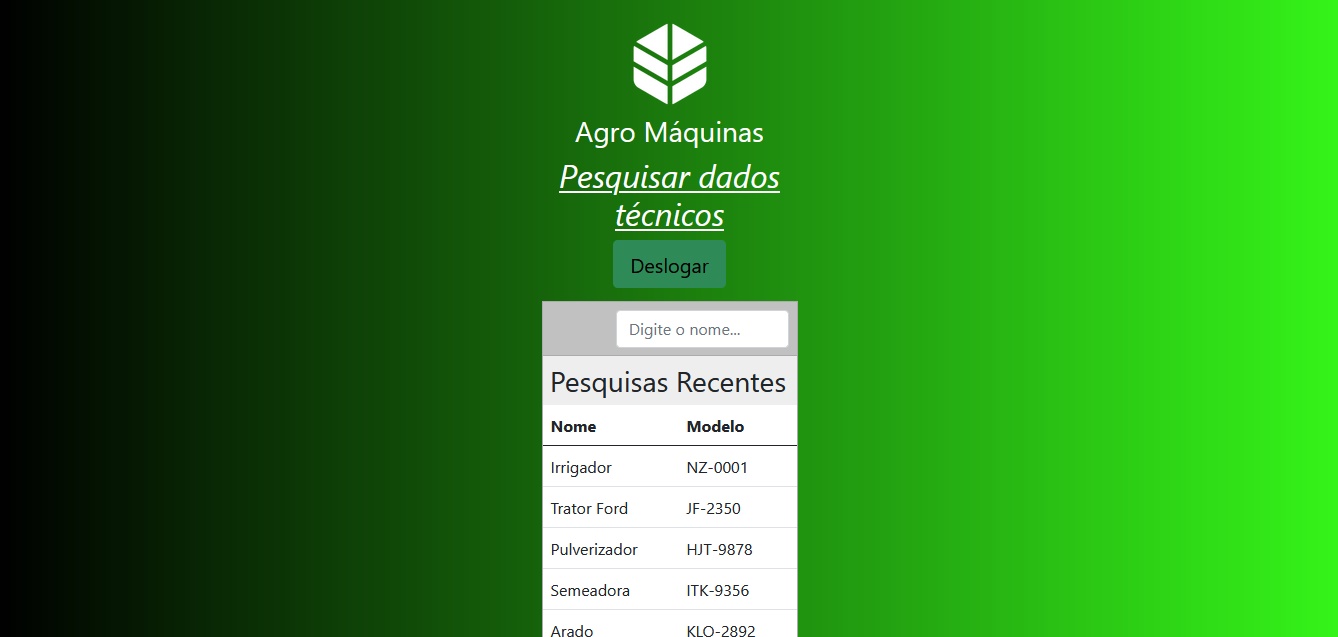 Agro Máquinas
Pesquisar dados
técnicos
Deslogar
Digite o nome...
Pesquisas Recentes
Nome Modelo
Irrigador NZ-0001
Trator Ford JF-2350
Pulverizador HJT-9878
Semeadora ITK-9356
Arado KLO-2892